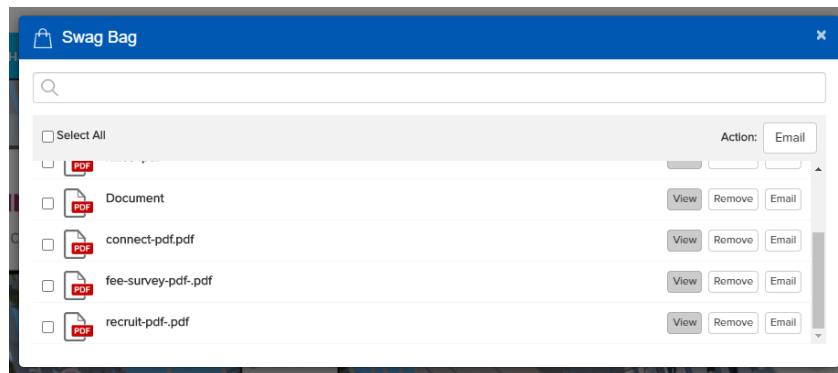 Swag Bag
Select All Action: Email
PDF
PDF Document View Remove Email
PDF connect-pdf.pdf View Remove Email
PDF fee-survey-pdf-.pdf View Remove Email
PDF recruit-pdf-.pdf View Remove Email